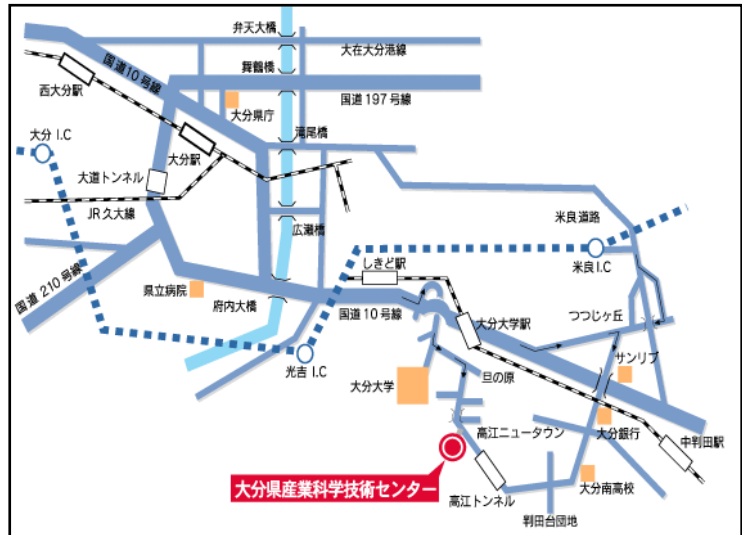 弁天大橋
大在大分港線
国道10号線
舞鶴橋
西大分駅
国道197号線
大分県庁
大分 I.C
滝尾橋
大分駅
大道トンネル
JR久大線
米良道路
広瀬橋
しきど駅
米良 I.C
国道 210号線
県立病院
府内大橋
国道10号線
大分大学駅
つつじヶ丘
光吉 I.C
サンリブ
大分大学
旦の原
高江ニュータウン
大分銀行
中判田駅
大分県産業科学技術センター
高江トンネル
大分南高校
判田台団地